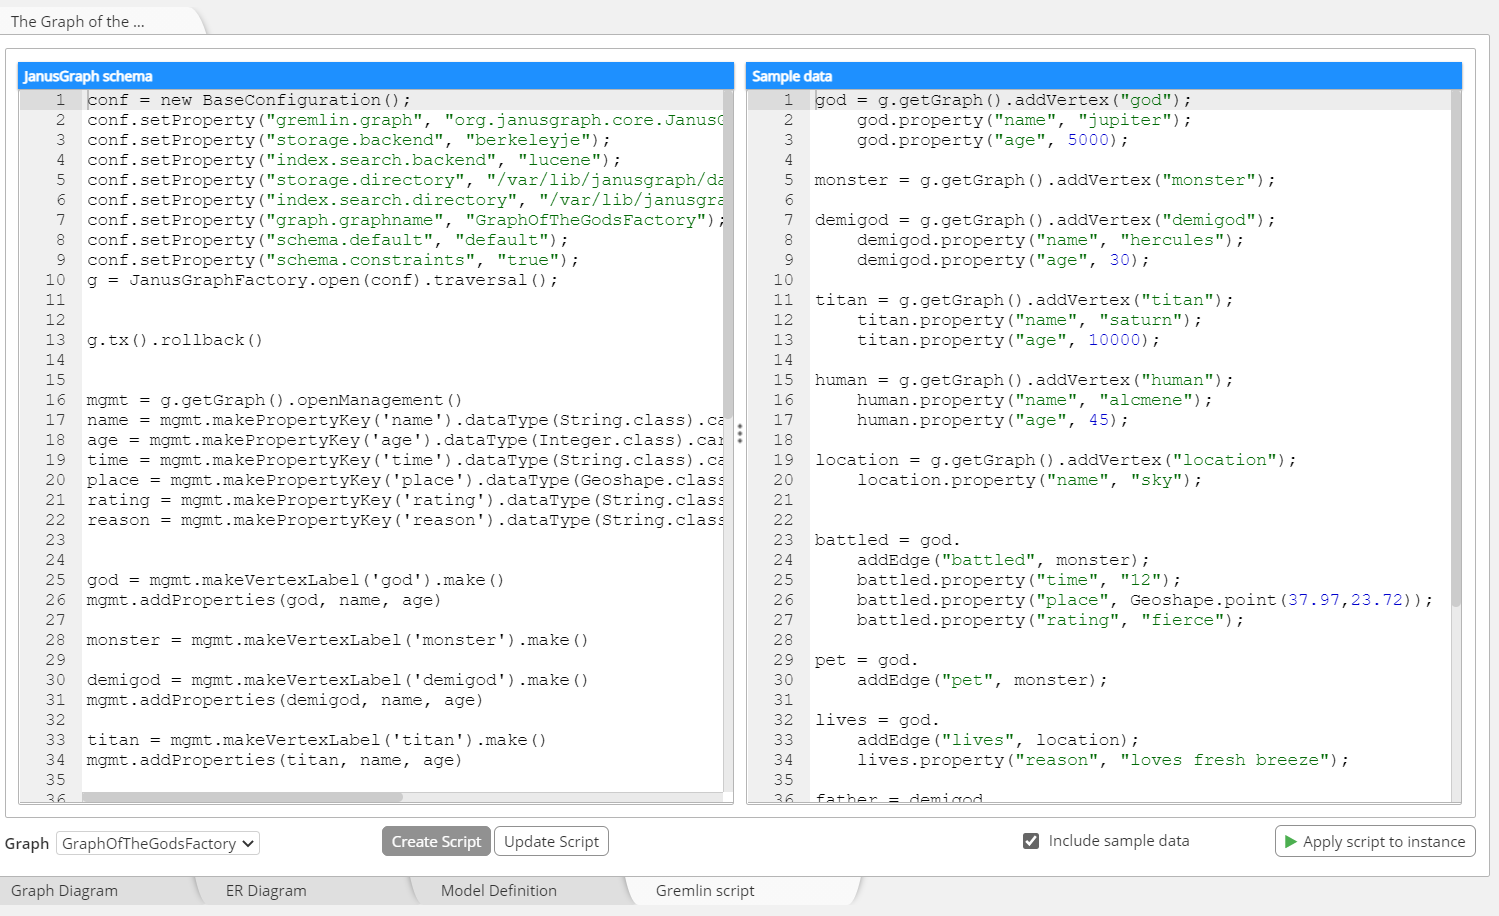 The Graph of the ...
JanusGraph schema
1 conf = new BaseConfiguration();
2 conf.setProperty("gremlin.graph", "org.janusgraph.core.Janus
3 conf.setProperty("storage.backend", "berkeleyje");
4 conf.setProperty("index.search.backend", "lucene");
5 conf.setProperty("storage.directory", "/var/lib/janusgraph/da
6 conf.setProperty("index.search.directory", "/var/lib/janusgra
7 conf.setProperty("graph.graphname", "GraphOfTheGodsFactory");
8 conf.setProperty("schema.default", "default");
9 conf.setProperty("schema.constraints", "true");
10 g = JanusGraphFactory.open(conf).traversal();
11
12
13 g.tx().rollback()
14
15
16 mgmt = g.getGraph().openManagement()
17 name = mgmt.makePropertyKey('name').dataType(String.class).ca
18 age = mgmt.makePropertyKey('age').dataType(Integer.class).car
19 time = mgmt.makePropertyKey('time').dataType(String.class).ca
20 place = mgmt.makePropertyKey('place').dataType(Geoshape.class
21 rating = mgmt.makePropertyKey('rating').dataType(String.class
22 reason = mgmt.makePropertyKey('reason').dataType(String.class
23
24
25 god = mgmt.makeVertexLabel('god').make()
26 mgmt.addProperties(god, name, age)
27
28 monster = mgmt.makeVertexLabel('monster').make()
29
30 demigod = mgmt.makeVertexLabel('demigod').make()
31 mgmt.addProperties(demigod, name, age)
32
33 titan = mgmt.makeVertexLabel('titan').make()
34 mgmt.addProperties(titan, name, age)
35
36
Sample data
1 god = g.getGraph().addVertex("god");
2 god.property("name", "jupiter");
3 god.property("age", 5000);
4
5 monster = g.getGraph().addVertex("monster");
6
7 demigod = g.getGraph().addVertex("demigod");
8 demigod.property("name", "hercules");
9 demigod.property("age", 30);
10
11 titan = g.getGraph().addVertex("titan");
12 titan.property("name", "saturn");
13 titan.property("age", 10000);
14
15 human = g.getGraph().addVertex("human");
16 human.property("name", "alcmene");
17 human.property("age", 45);
18
19 location = g.getGraph().addVertex("location");
20 location.property("name", "sky");
21
22
23 battled = god.
24 addEdge("battled", monster);
25 battled.property("time", "12");
26 battled.property("place", Geoshape.point(37.97,23.72));
27 battled.property("rating", "fierce");
28
29 pet = god.
30 addEdge("pet", monster);
31
32 lives = god.
33 addEdge("lives", location);
34 lives.property("reason", "loves fresh breeze");
35
36 father = demigod
Graph GraphOfTheGodsFactory Create Script Update Script Include sample data Apply script to instance
Graph Diagram ER Diagram Model Definition Gremlin script